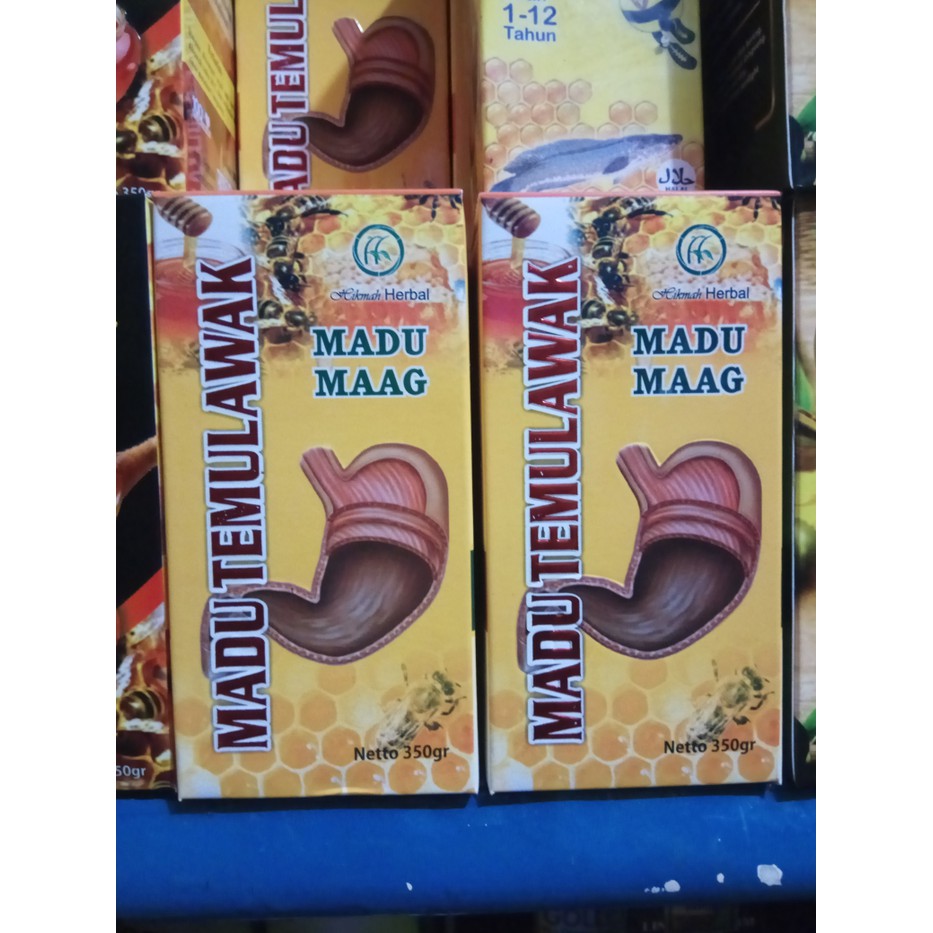 1-12
Tahun
MADU TEMUL
حلال
350gr
MADU TEMULAWAK
Hikmah Herbal
MADU
MAAG
Netto 350gr
MADU TEMULAWAK
Hikmah Herbal
MADU
MAAG
Netto 350gr
50gr